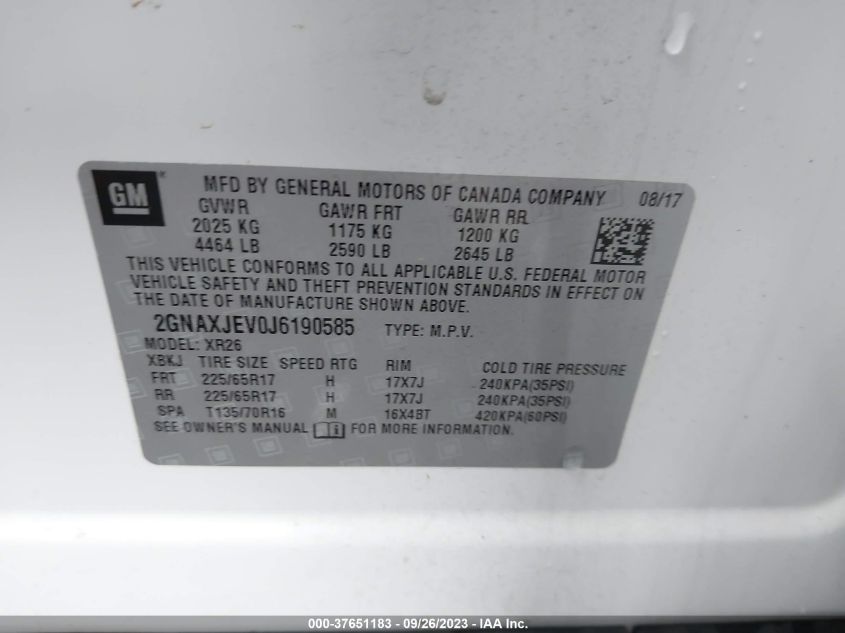 GM
MFD BY GENERAL MOTORS OF CANADA COMPANY 08/17
GVWR GAWR FRT GAWR RR
2025 KG 1175 KG 1200 KG
4464 LB 2590 LB 2645 LB
THIS VEHICLE CONFORMS TO ALL APPLICABLE U.S. FEDERAL MOTOR
VEHICLE SAFETY AND THEFT PREVENTION STANDARDS IN EFFECT ON
THE DATE OF MANUFACTURE SHOWN ABOVE.
2GNAXJEV0J6190585 TYPE: M.P.V.
MODEL: XR26
XBKJ TIRE SIZE SPEED RTG RIM COLD TIRE PRESSURE
FRT 225/65R17 H 17X7J 240KPA(35PSI)
RR 225/65R17 H 17X7J 240KPA(35PSI)
SPA T135/70R16 M 16X4BT 420KPA(60PSI)
SEE OWNER'S MANUAL i FOR MORE INFORMATION.
000-37651183 - 09/26/2023 - IAA Inc.